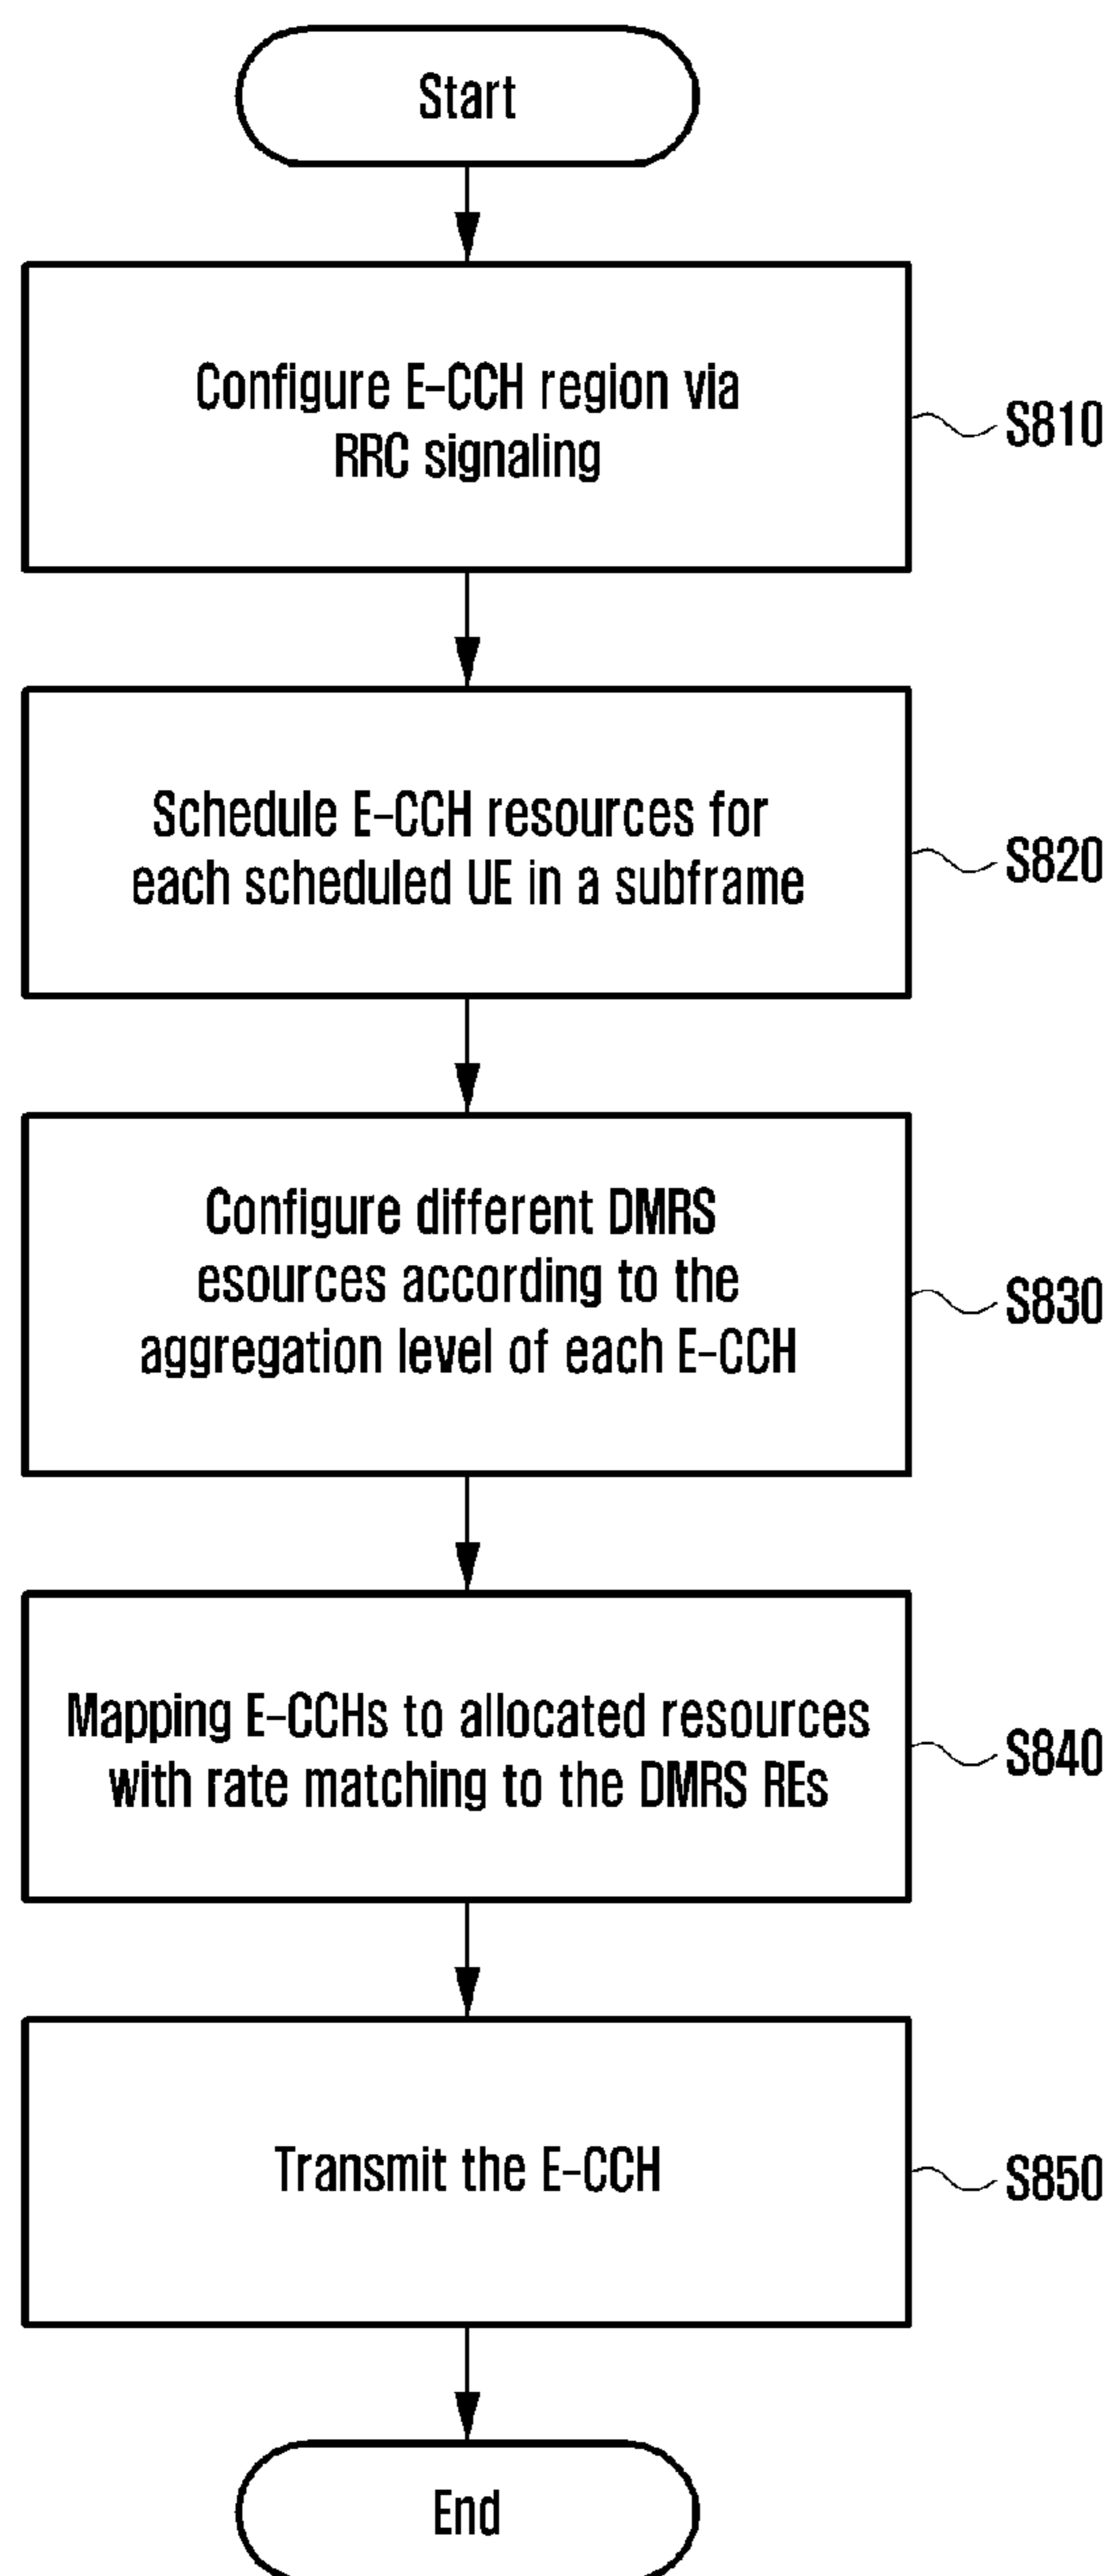 Start
Configure E-CCH region via
RRC signaling
S810
Schedule E-CCH resources for
each scheduled UE in a subframe
S820
Configure different DMRS
esources according to the
aggregation level of each E-CCH
S830
Mapping E-CCHs to allocated resources
with rate matching to the DMRS REs
S840
Transmit the E-CCH
S850
End